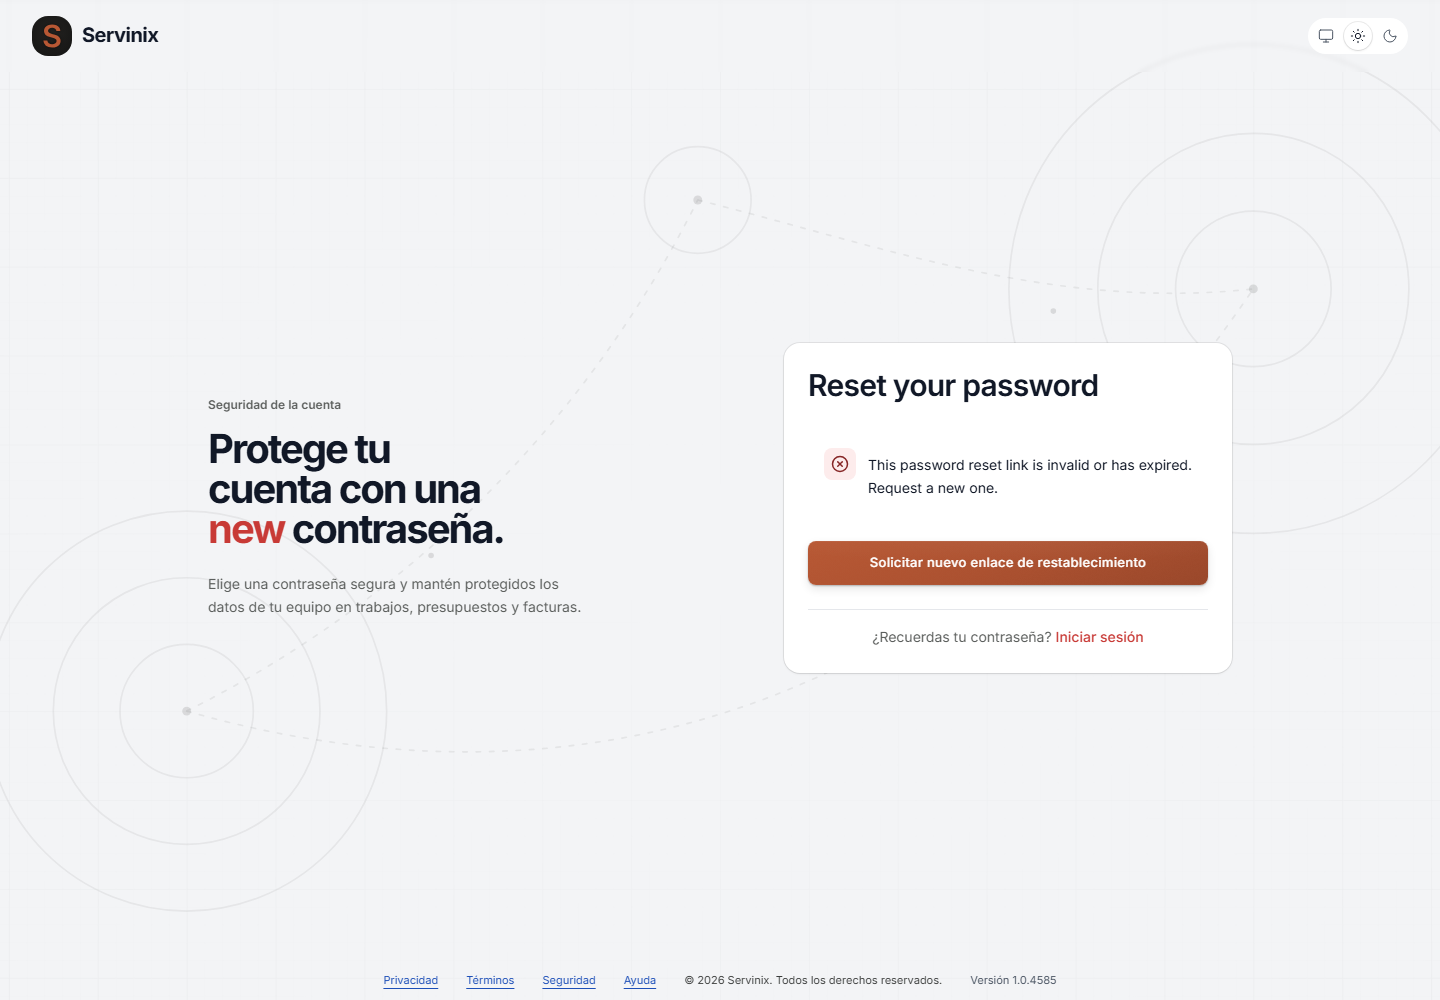 S Servinix
Seguridad de la cuenta
Protege tu
cuenta con una
new contraseña.
Elige una contraseña segura y mantén protegidos los
datos de tu equipo en trabajos, presupuestos y facturas.
Reset your password
This password reset link is invalid or has expired.
Request a new one.
Solicitar nuevo enlace de restablecimiento
¿Recuerdas tu contraseña? Iniciar sesión
Privacidad Términos Seguridad Ayuda © 2026 Servinix. Todos los derechos reservados. Versión 1.0.4585